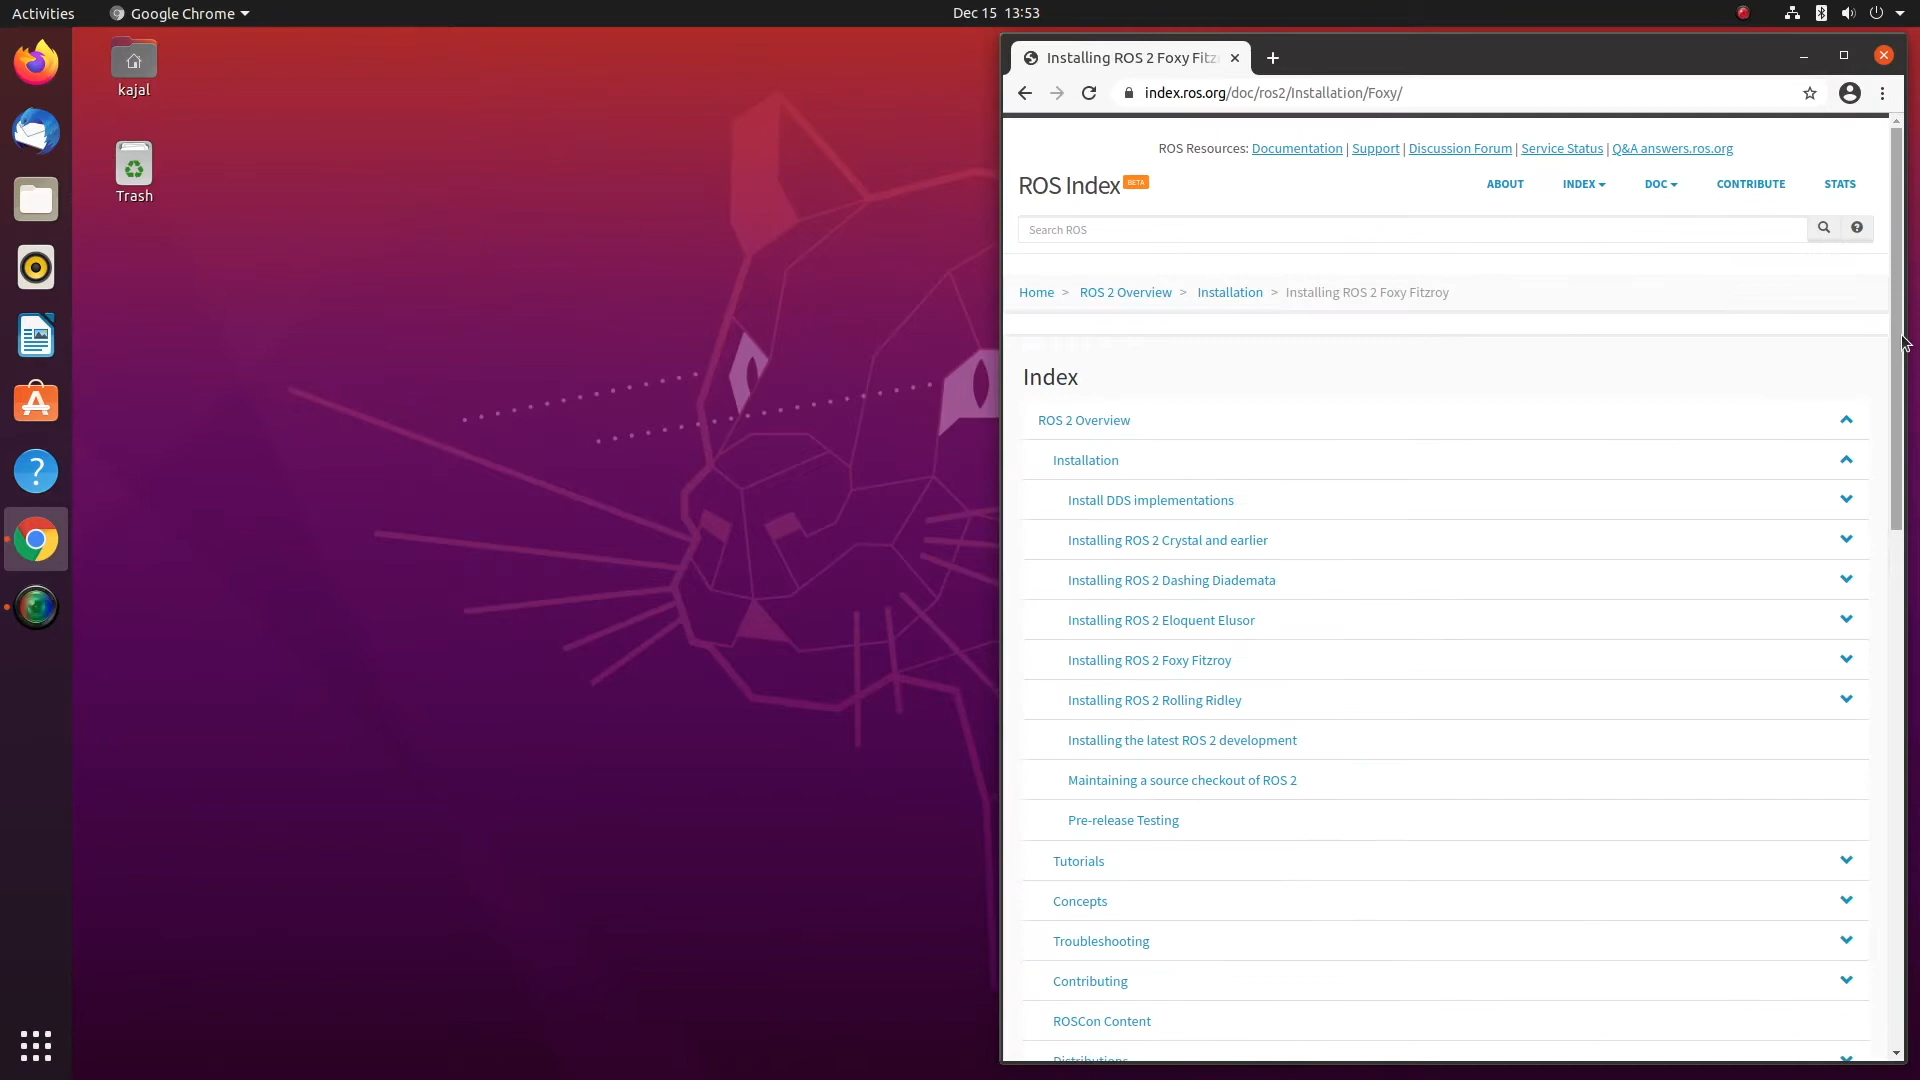 Activities
Google Chrome
Dec 15 13:53
kajal
Trash
Installing ROS 2 Foxy Fitz
index.ros.org/doc/ros2/Installation/Foxy/
ROS Resources: Documentation | Support | Discussion Forum | Service Status | Q&A answers.ros.org
ROS Index BETA
ABOUT INDEX DOC CONTRIBUTE STATS
Search ROS
Home > ROS 2 Overview > Installation > Installing ROS 2 Foxy Fitzroy
Index
ROS 2 Overview
Installation
Install DDS implementations
Installing ROS 2 Crystal and earlier
Installing ROS 2 Dashing Diademata
Installing ROS 2 Eloquent Elusor
Installing ROS 2 Foxy Fitzroy
Installing ROS 2 Rolling Ridley
Installing the latest ROS 2 development
Maintaining a source checkout of ROS 2
Pre-release Testing
Tutorials
Concepts
Troubleshooting
Contributing
ROSCon Content
Distributions